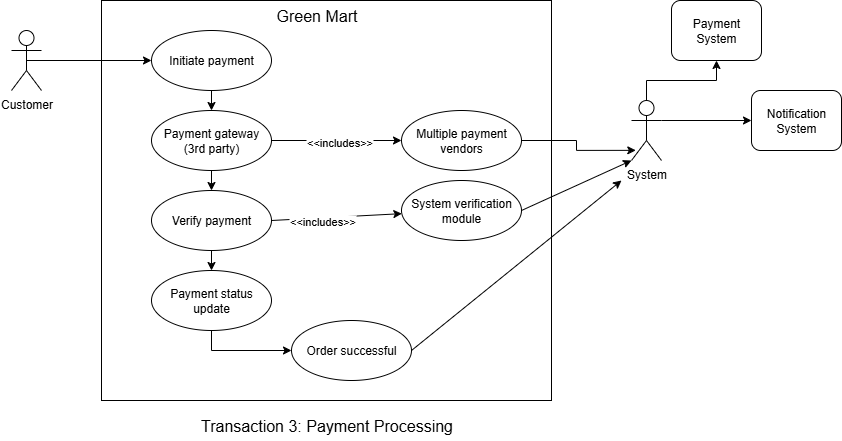 Green Mart
Payment
System
Customer
Initiate payment
Payment gateway
(3rd party)
<<includes>>
Multiple payment
vendors
Notification
System
System
Verify payment
<<includes>>
System verification
module
Payment status
update
Order successful
Transaction 3: Payment Processing